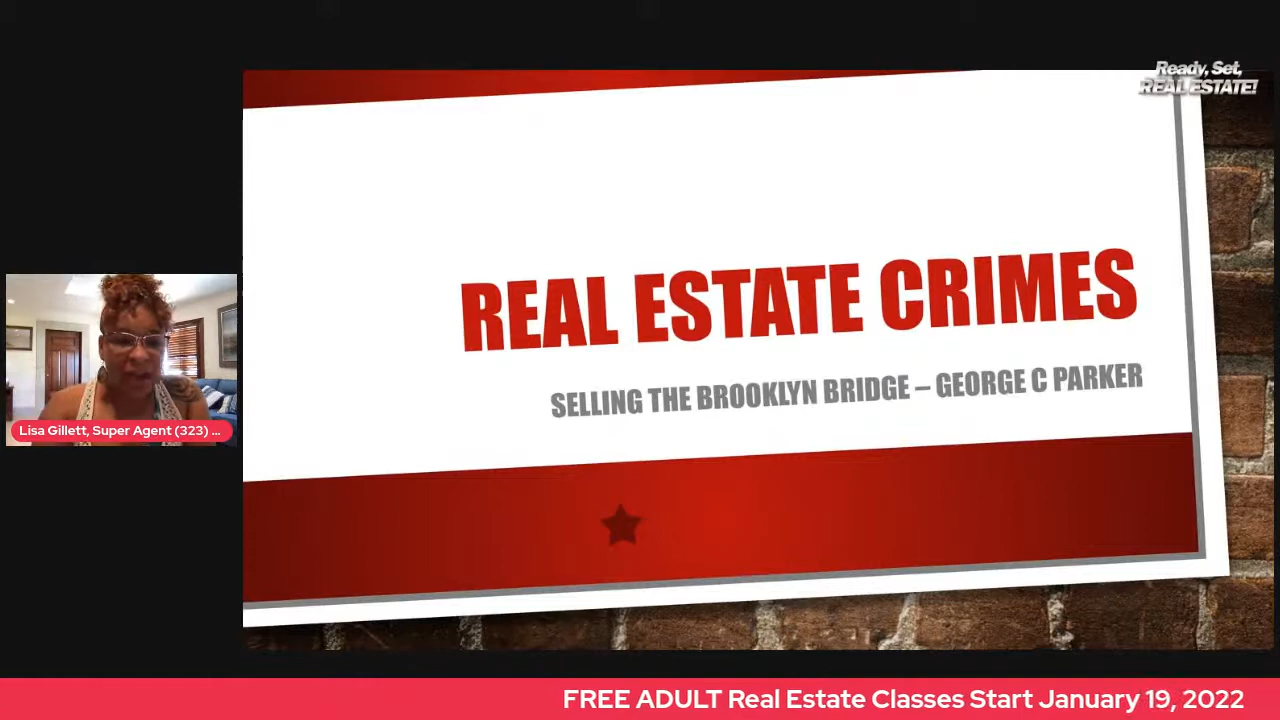 Ready, Set,
REAL ESTATE!
REAL ESTATE CRIMES
SELLING THE BROOKLYN BRIDGE – GEORGE C PARKER
Lisa Gillett, Super Agent (323) ...
FREE ADULT Real Estate Classes Start January 19, 2022